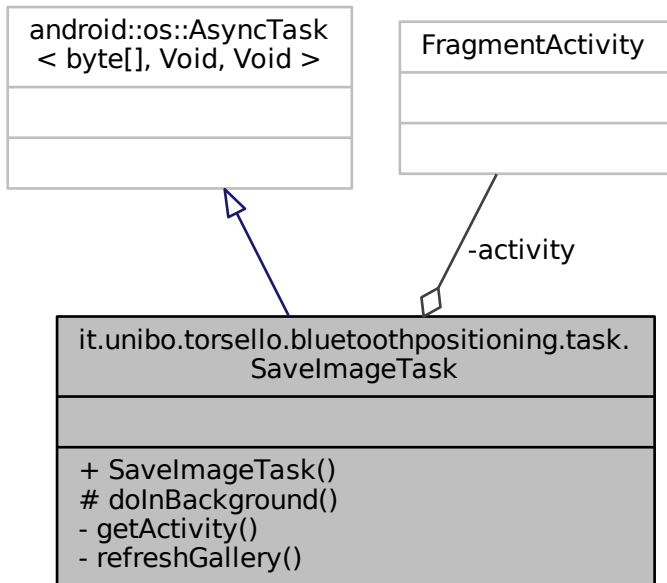 android::os::AsyncTask
< byte[], Void, Void >
FragmentActivity
-activity
it.unibo.torsello.bluetoothpositioning.task.
SaveImageTask
+ SaveImageTask()
# doInBackground()
- getActivity()
- refreshGallery()